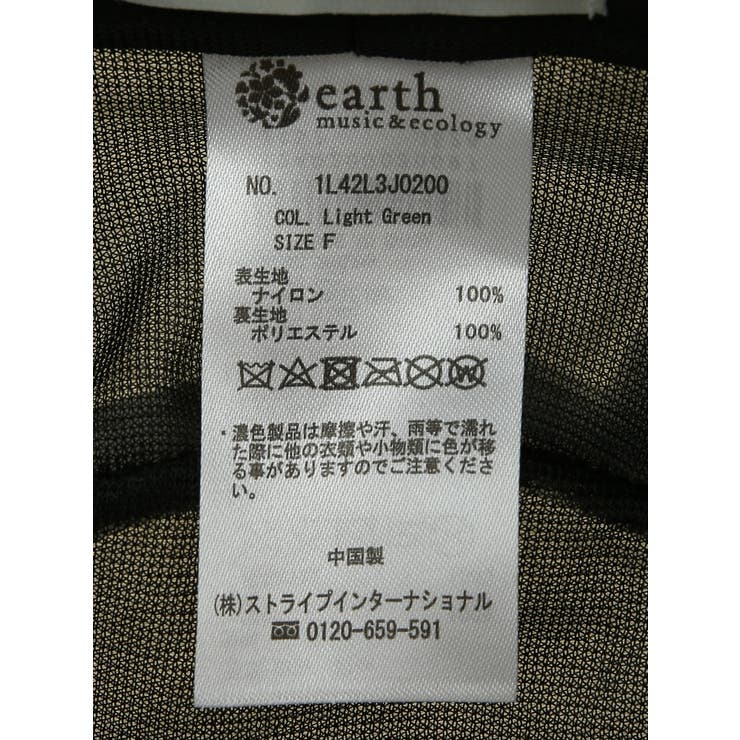 earth
music&ecology
NO. 1L42L3J0200
COL. Light Green
SIZE F
表生地
ナイロン 100%
裏生地
ポリエステル 100%
・濃色製品は摩擦や汗、雨等で濡れ
た際に他の衣類や小物類に色が移
る事がありますのでご注意くださ
い。
中国製
(株)ストライプインターナショナル
0120-659-591